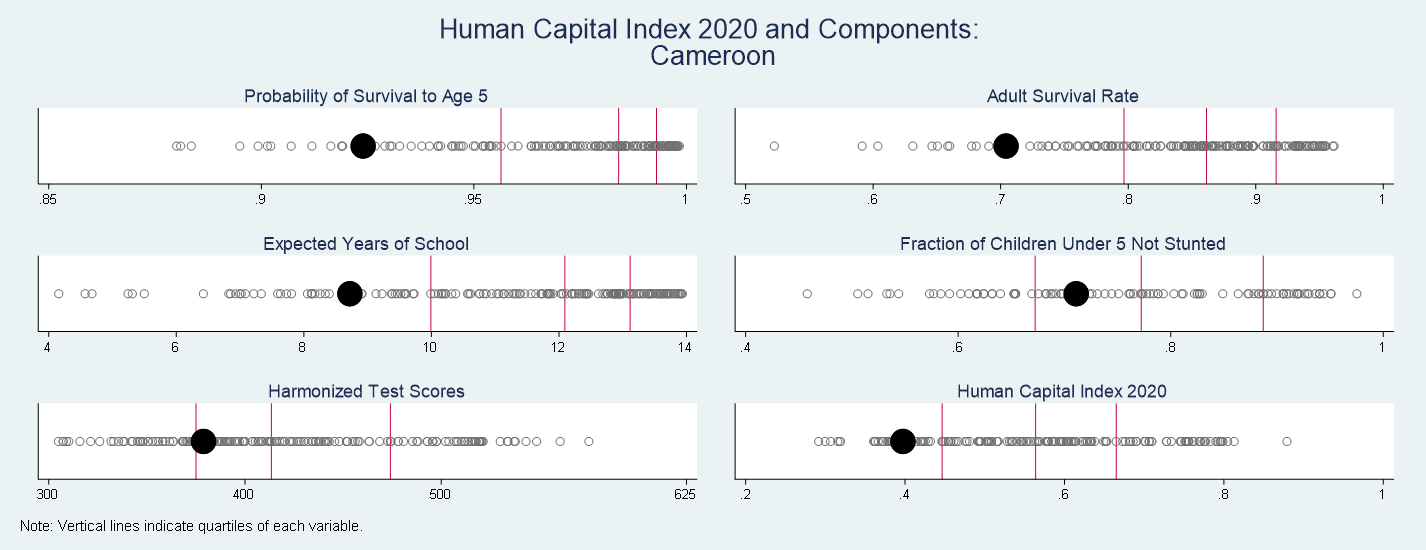 Human Capital Index 2020 and Components:
Cameroon
Probability of Survival to Age 5
.85 .9 .95 1
Adult Survival Rate
.5 .6 .7 .8 .9 1
Expected Years of School
4 6 8 10 12 14
Fraction of Children Under 5 Not Stunted
.4 .6 .8 1
Harmonized Test Scores
300 400 500 625
Human Capital Index 2020
.2 .4 .6 .8 1
Note: Vertical lines indicate quartiles of each variable.